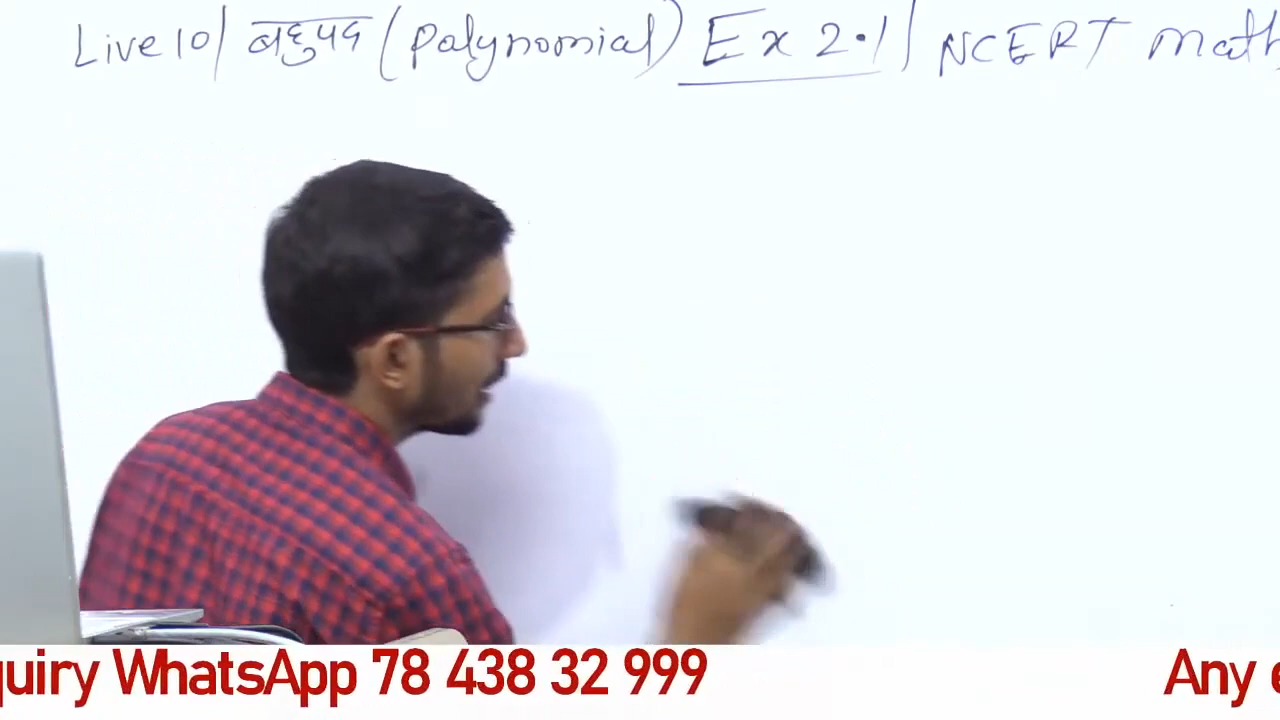 Live 10 | बहुपद (Polynomial) Ex 2.1 | NCERT math
quiry WhatsApp 78 438 32 999 Any e